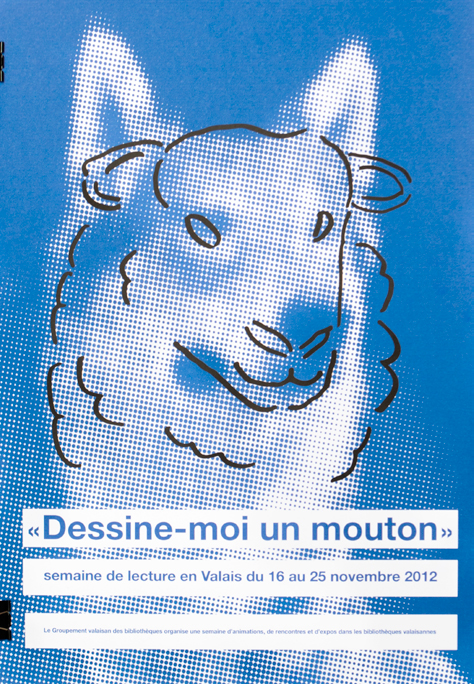 «Dessine-moi un mouton»
semaine de lecture en Valais du 16 au 25 novembre 2012
Le Groupement valaisan des bibliothèques organise une semaine d'animations, de rencontres et d'expos dans les bibliothèques valaisannes